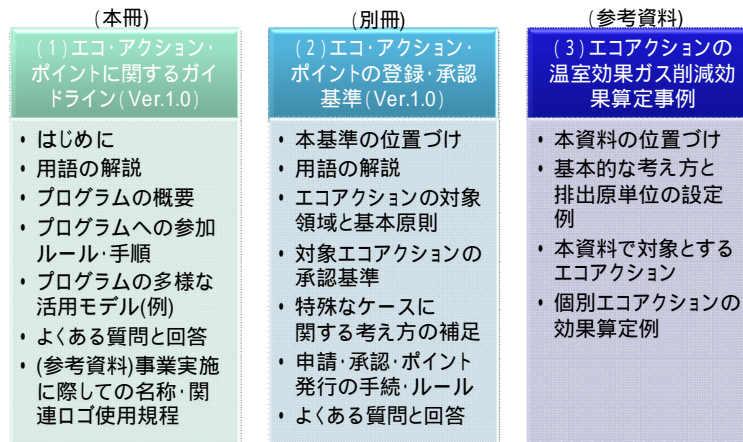 (本冊)
(1)エコ・アクション・
ポイントに関するガイ
ドライン(Ver.1.0)
• はじめに
• 用語の解説
• プログラムの概要
• プログラムへの参加
ルール・手順
• プログラムの多様な
活用モデル(例)
• よくある質問と回答
• (参考資料)事業実施
に際しての名称・関
連ロゴ使用規程
(別冊)
(2)エコ・アクション・
ポイントの登録・承認
基準(Ver.1.0)
• 本基準の位置づけ
• 用語の解説
• エコアクションの対象
領域と基本原則
• 対象エコアクションの
承認基準
• 特殊なケースに
関する考え方の補足
• 申請・承認・ポイント
発行の手続・ルール
• よくある質問と回答
(参考資料)
(3)エコアクションの
温室効果ガス削減効
果算定事例
• 本資料の位置づけ
• 基本的な考え方と
排出原単位の設定
例
• 本資料で対象とする
エコアクション
• 個別エコアクションの
効果算定例